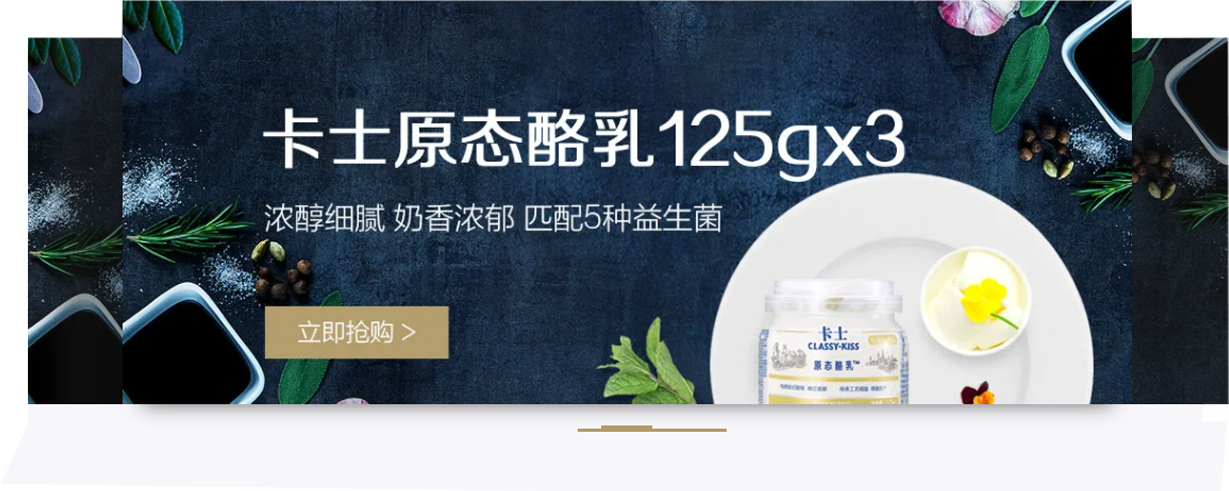 卡士原态酪乳125gx3
浓醇细腻 奶香浓郁 匹配5种益生菌
立即抢购 >
卡士
CLASSY·KISS
原态酪乳™